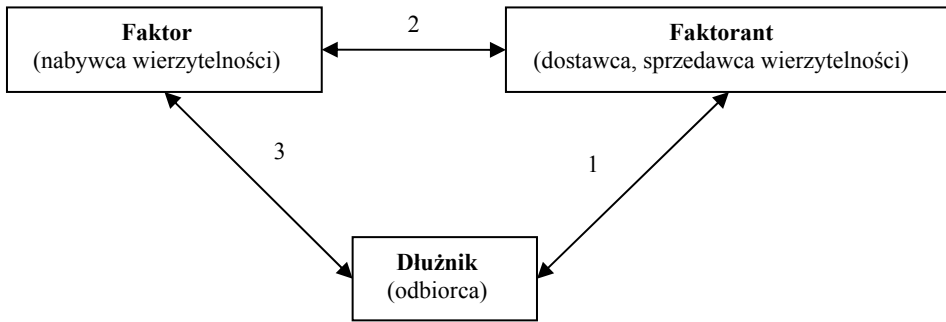 Faktor
(nabywca wierzytelności)
2
Faktorant
(dostawca, sprzedawca wierzytelności)
3
1
Dłużnik
(odbiorca)